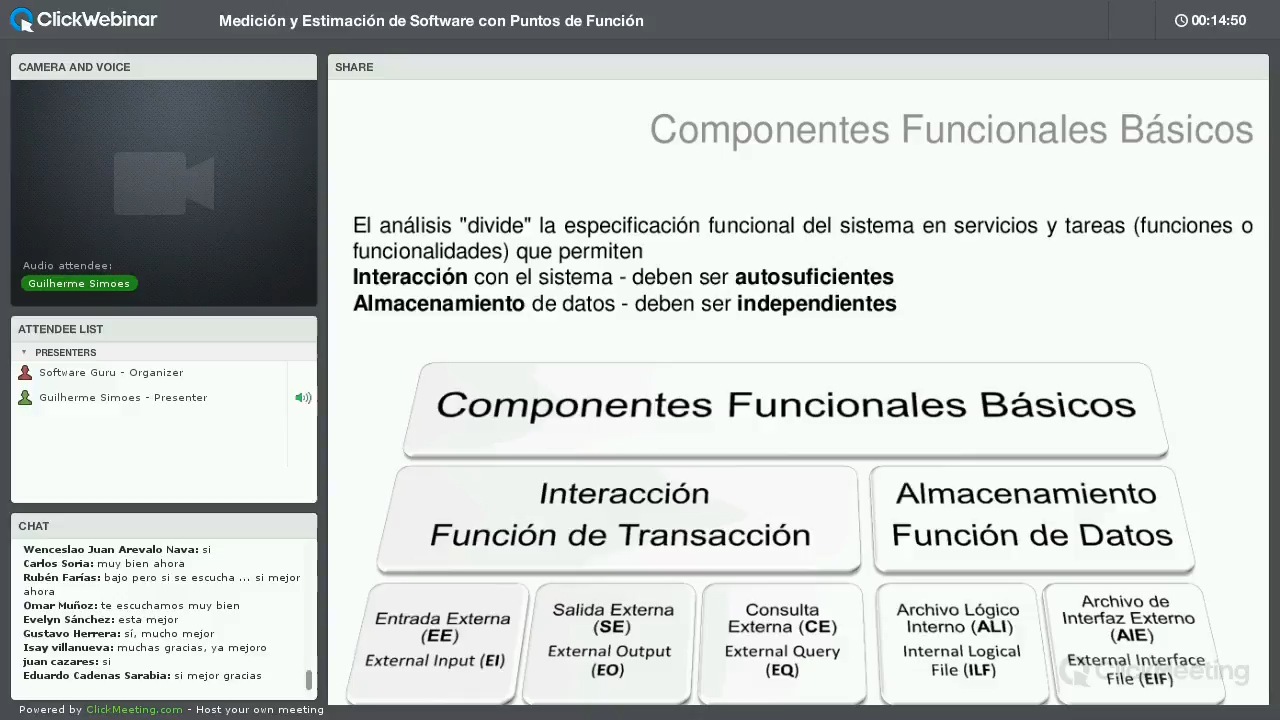 ClickWebinar
Medición y Estimación de Software con Puntos de Función
00:14:50
CAMERA AND VOICE
Audio attendee:
Guilherme Simoes
ATTENDEE LIST
PRESENTERS
Software Guru - Organizer
Guilherme Simoes - Presenter
CHAT
Wenceslao Juan Arevalo Nava: si
Carlos Soria: muy bien ahora
Rubén Farías: bajo pero si se escucha ... si mejor
ahora
Omar Muñoz: te escuchamos muy bien
Evelyn Sánchez: esta mejor
Gustavo Herrera: sí, mucho mejor
Isay villanueva: muchas gracias, ya mejoro
juan cazares: si
Eduardo Cadenas Sarabia: si mejor gracias
Powered by ClickMeeting.com - Host your own meeting
SHARE
Componentes Funcionales Básicos
El análisis "divide" la especificación funcional del sistema en servicios y tareas (funciones o
funcionalidades) que permiten
Interacción con el sistema - deben ser autosuficientes
Almacenamiento de datos - deben ser independientes
Componentes Funcionales Básicos
Interacción
Función de Transacción
Almacenamiento
Función de Datos
Entrada Externa
(EE)
External Input (EI)
Salida Externa
(SE)
External Output
(EO)
Consulta
Externa (CE)
External Query
(EQ)
Archivo Lógico
Interno (ALI)
Internal Logical
File (ILF)
Archivo de
Interfaz Externo
(AIE)
External Interface
File (EIF)
ClickMeeting